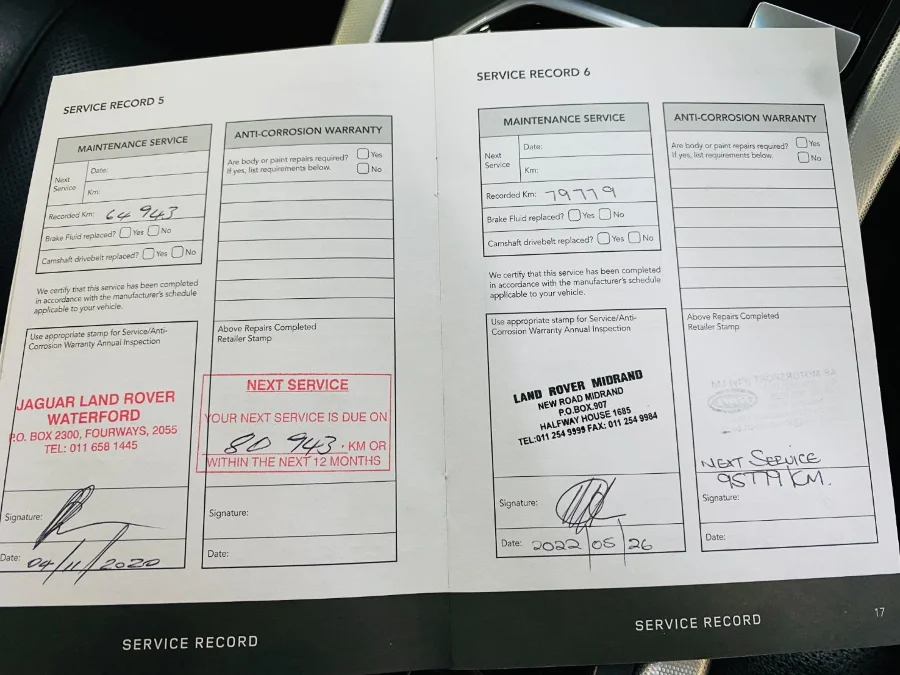 SERVICE RECORD 5
MAINTENANCE SERVICE
Next Service
Date:
Km:
Recorded Km: 64 943
Brake Fluid replaced? Yes No
Camshaft drivebelt replaced? Yes No
We certify that this service has been completed
in accordance with the manufacturer's schedule
applicable to your vehicle.
Use appropriate stamp for Service/Anti-
Corrosion Warranty Annual Inspection
JAGUAR LAND ROVER
WATERFORD
P.O. BOX 2300, FOURWAYS, 2055
TEL: 011 658 1445
Signature:
Date: 04/11/2020
ANTI-CORROSION WARRANTY
Are body or paint repairs required? Yes
If yes, list requirements below. No
Above Repairs Completed
Retailer Stamp
NEXT SERVICE
YOUR NEXT SERVICE IS DUE ON
80 943 . KM OR
WITHIN THE NEXT 12 MONTHS
Signature:
Date:
SERVICE RECORD
SERVICE RECORD 6
MAINTENANCE SERVICE
Next Service
Date:
Km:
Recorded Km: 79779
Brake Fluid replaced? Yes No
Camshaft drivebelt replaced? Yes No
We certify that this service has been completed
in accordance with the manufacturer's schedule
applicable to your vehicle.
Use appropriate stamp for Service/Anti-
Corrosion Warranty Annual Inspection
LAND ROVER MIDRAND
NEW ROAD MIDRAND
P.O.BOX.907
HALFWAY HOUSE 1685
TEL:011 254 9999 FAX: 011 254 9984
Signature:
Date: 2022/05/26
ANTI-CORROSION WARRANTY
Are body or paint repairs required? Yes
If yes, list requirements below. No
Above Repairs Completed
Retailer Stamp
NEXT SERVICE
95779 KM.
Signature:
Date:
SERVICE RECORD
17